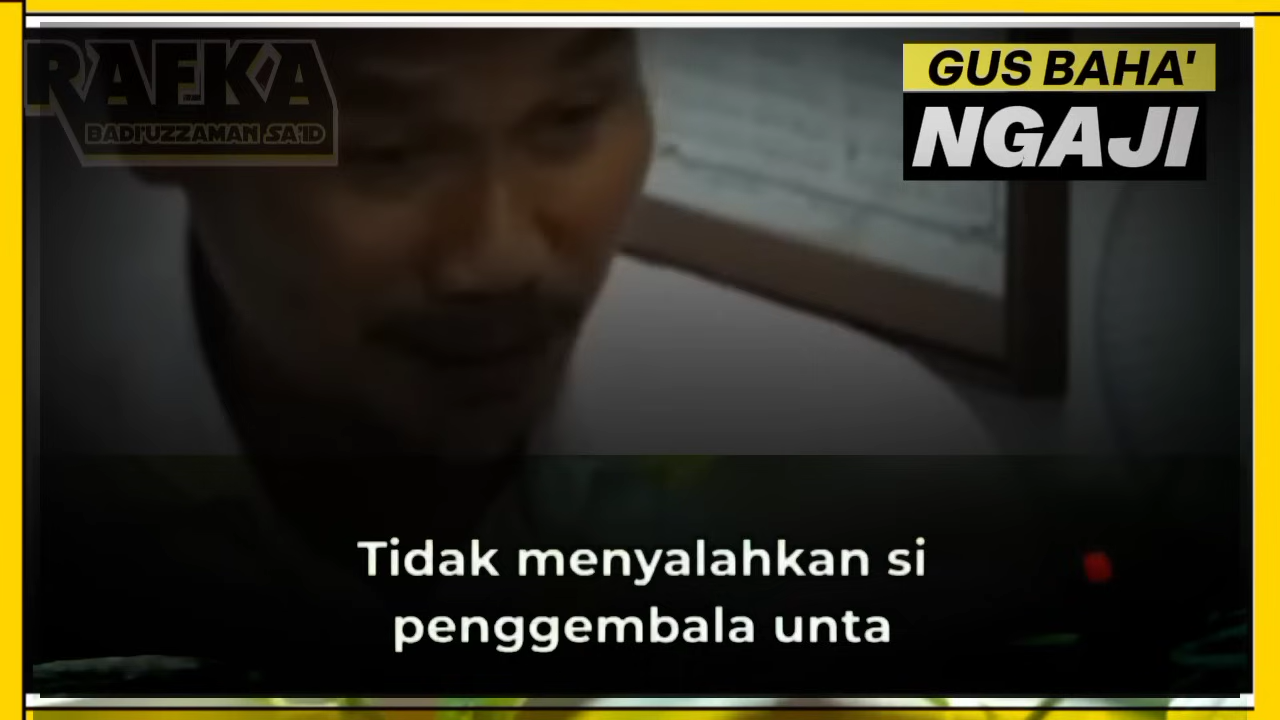 RAFKA
BADI'UZZAMAN SA'ID
GUS BAHA'
NGAJI
Tidak menyalahkan si
penggembala unta